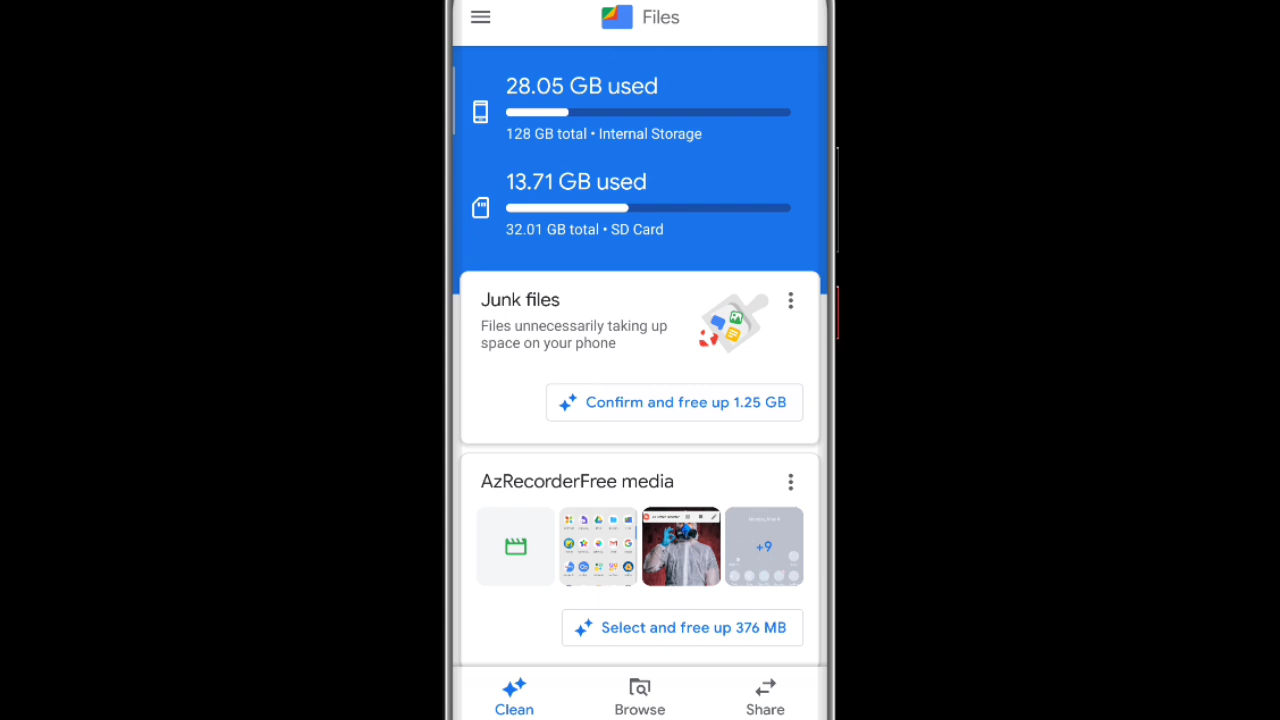 Files
28.05 GB used
128 GB total • Internal Storage
13.71 GB used
32.01 GB total • SD Card
Junk files
Files unnecessarily taking up
space on your phone
Confirm and free up 1.25 GB
AzRecorderFree media
+9
Select and free up 376 MB
Clean
Browse
Share